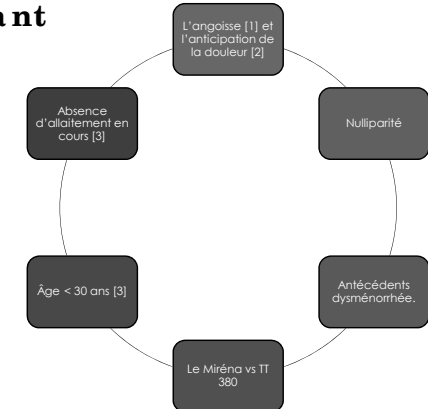 ant
L'angoisse [1] et
l'anticipation de
la douleur [2]
Nulliparité
Antécédents
dysménorrhée.
Le Miréna vs TT
380
Âge < 30 ans [3]
Absence
d'allaitement en
cours [3]